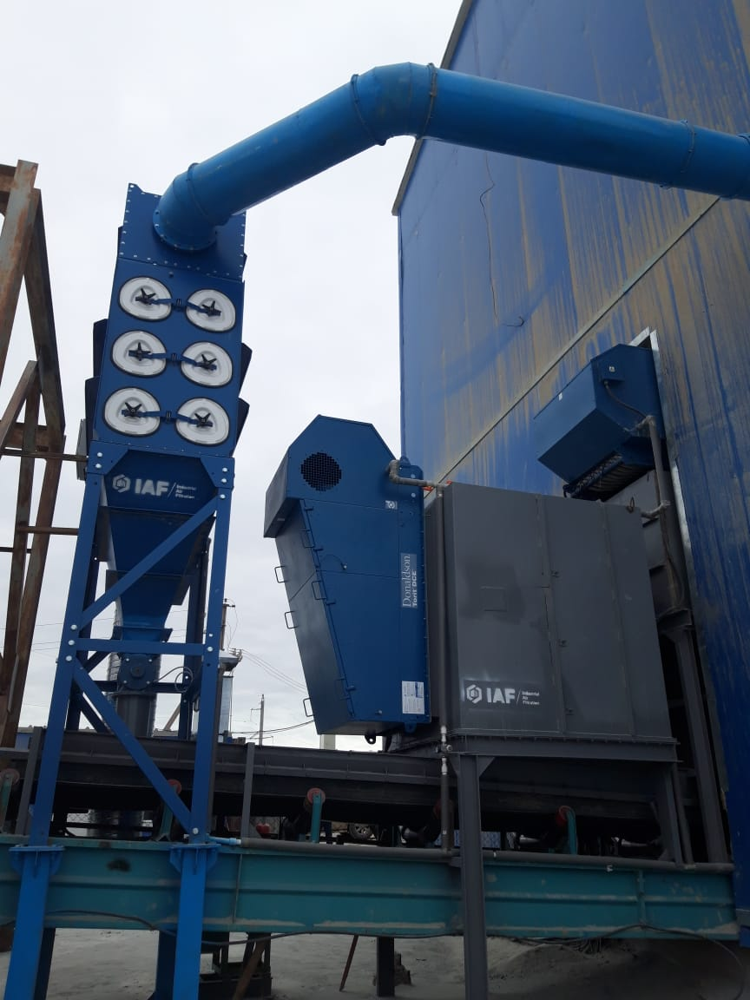 IAF / Industrial
Air
Filtration
Donaldson
Torit DCE
IAF / Industrial
Air
Filtration